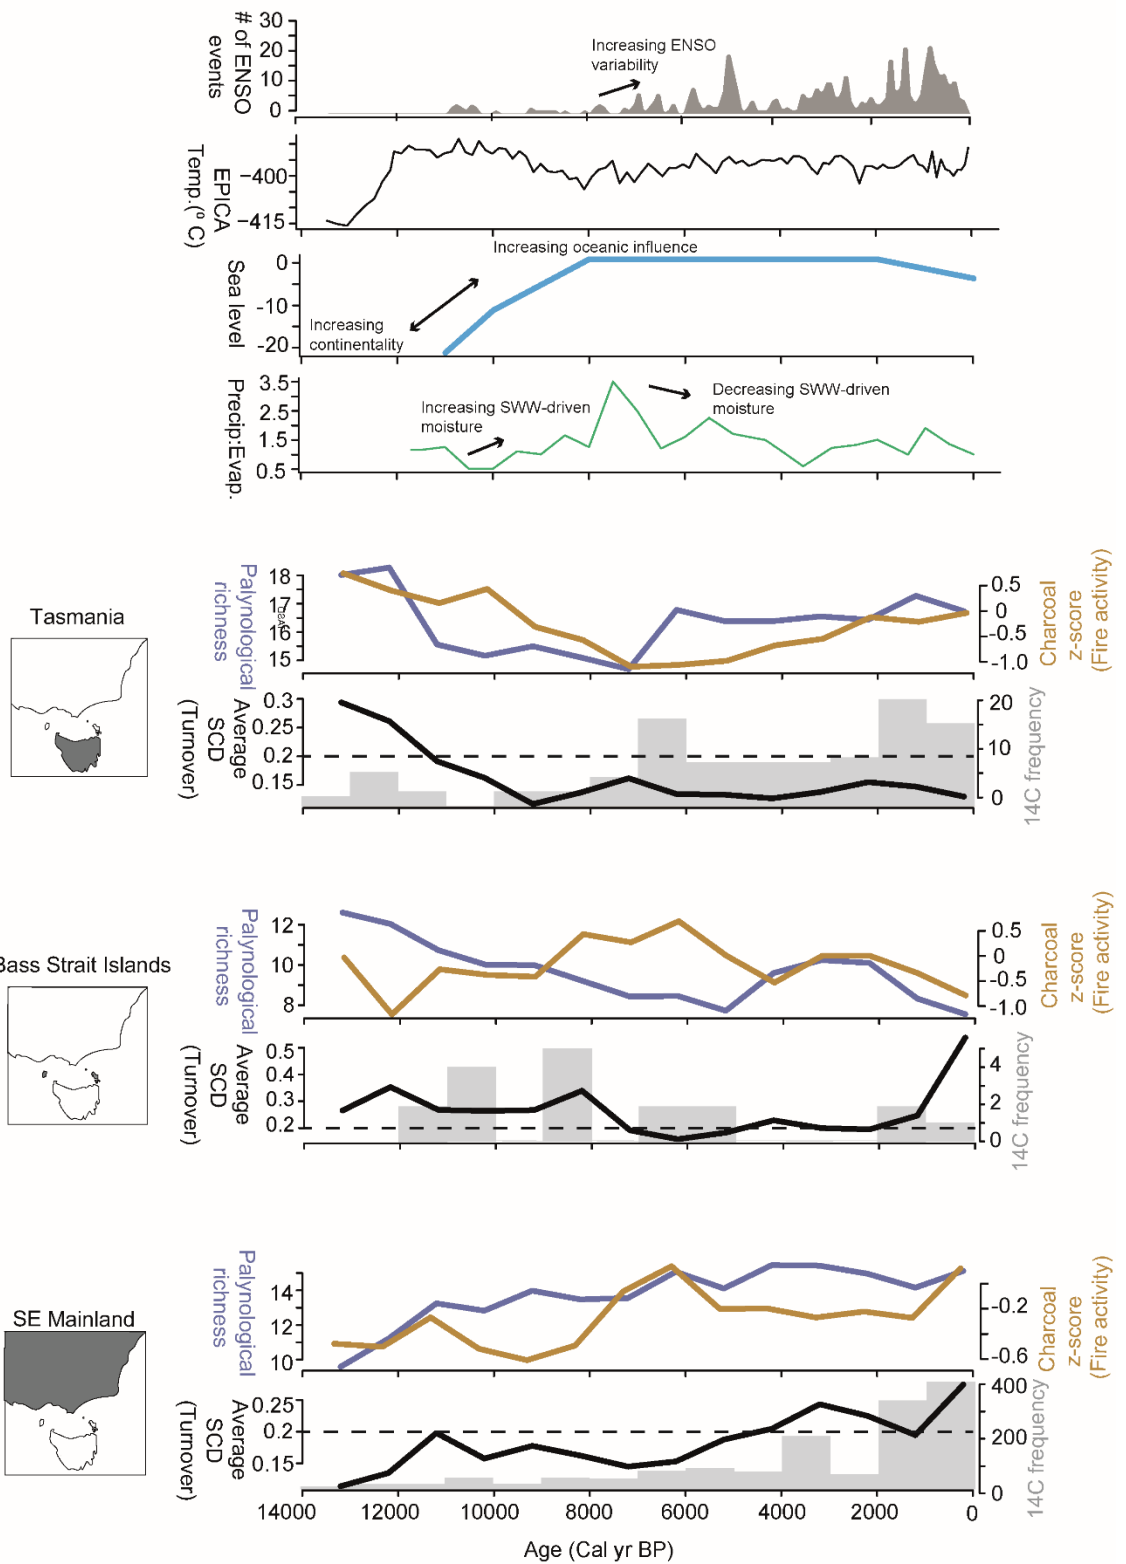 # of ENSO
events
30
20
10
0
Increasing ENSO
variability
EPICA
Temp.(º C)
−400
−415
Increasing oceanic influence
Sea level
0
-10
-20
Increasing
continentality
Precip:Evap.
3.5
2.5
1.5
0.5
Increasing SWW-driven
moisture
Decreasing SWW-driven
moisture
Tasmania
Palynological
richness
18
17
16
15
0.5
0
-0.5
-1.0
Charcoal
z-score
(Fire activity)
Average
SCD
(Turnover)
0.3
0.25
0.2
0.15
20
10
0
14C frequency
Bass Strait Islands
Palynological
richness
12
10
8
0.5
0
-0.5
-1.0
Charcoal
z-score
(Fire activity)
Average
SCD
(Turnover)
0.5
0.4
0.3
0.2
4
2
0
14C frequency
SE Mainland
Palynological
richness
14
12
10
-0.2
-0.6
Charcoal
z-score
(Fire activity)
Average
SCD
(Turnover)
0.25
0.2
0.15
400
200
0
14C frequency
14000 12000 10000 8000 6000 4000 2000 0
Age (Cal yr BP)